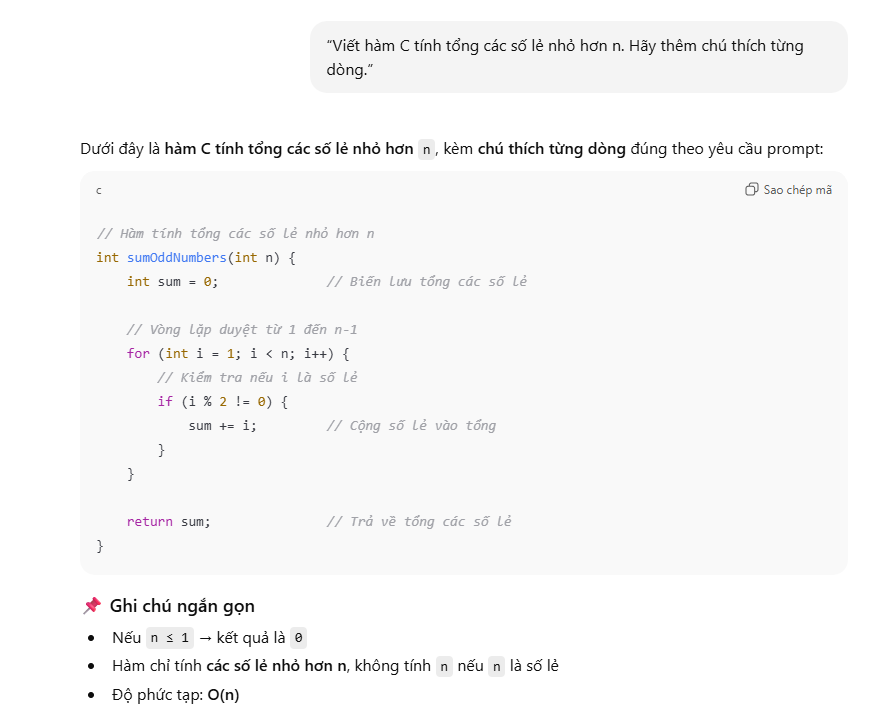 “Viết hàm C tính tổng các số lẻ nhỏ hơn n. Hãy thêm chú thích từng
dòng.”
Dưới đây là hàm C tính tổng các số lẻ nhỏ hơn n, kèm chú thích từng dòng đúng theo yêu cầu prompt:
c
Sao chép mã
// Hàm tính tổng các số lẻ nhỏ hơn n
int sumOddNumbers(int n) {
    int sum = 0;              // Biến lưu tổng các số lẻ
    // Vòng lặp duyệt từ 1 đến n-1
    for (int i = 1; i < n; i++) {
        // Kiểm tra nếu i là số lẻ
        if (i % 2 != 0) {
            sum += i;         // Cộng số lẻ vào tổng
        }
    }
    return sum;               // Trả về tổng các số lẻ
}
📌 Ghi chú ngắn gọn
• Nếu n ≤ 1 → kết quả là 0
• Hàm chỉ tính các số lẻ nhỏ hơn n, không tính n nếu n là số lẻ
• Độ phức tạp: O(n)